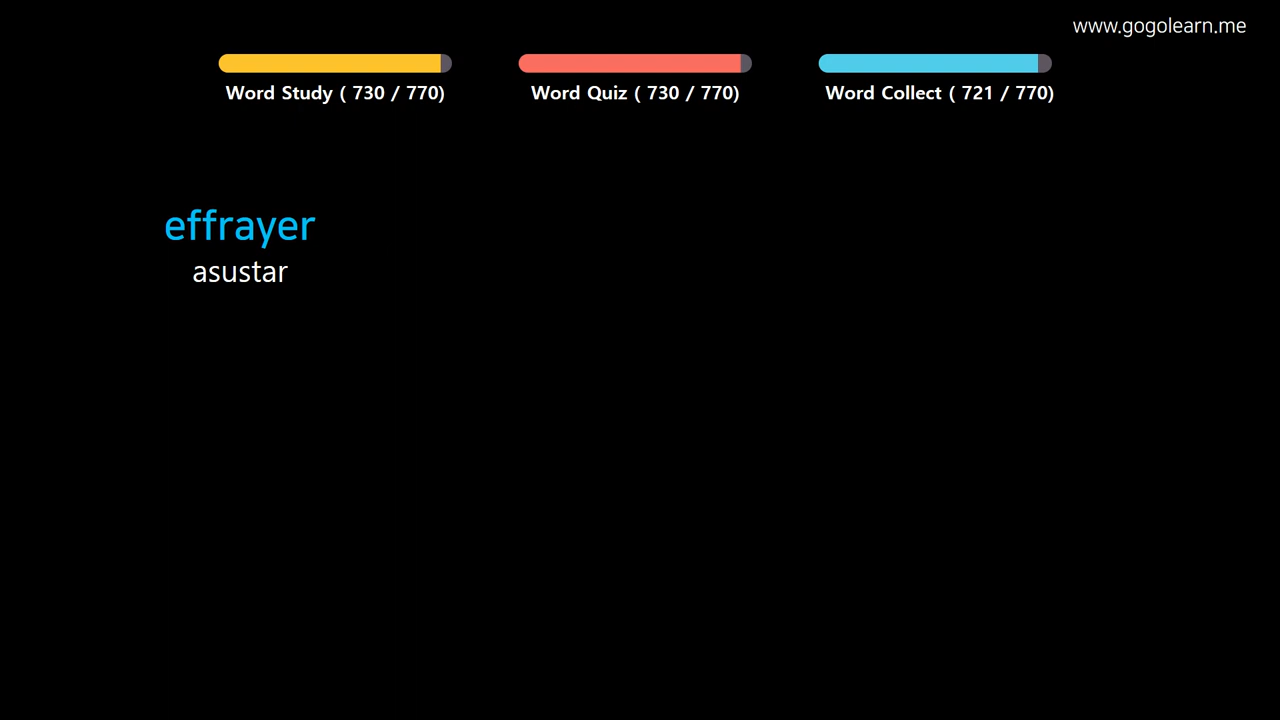 www.gogolearn.me
Word Study ( 730 / 770)
Word Quiz ( 730 / 770)
Word Collect ( 721 / 770)
effrayer
asustar